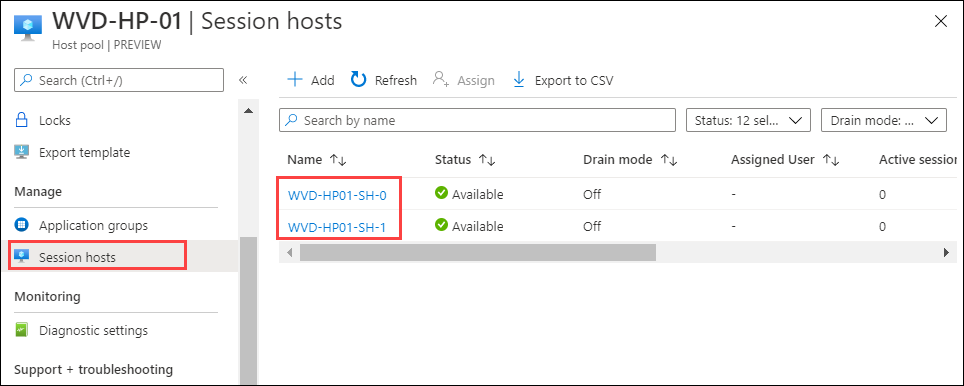 WVD-HP-01 | Session hosts
Host pool | PREVIEW
Search (Ctrl+/)
«
Locks
Export template
Manage
Application groups
Session hosts
Monitoring
Diagnostic settings
Support + troubleshooting
Add Refresh Assign Export to CSV
Search by name Status: 12 sel... Drain mode: ...
Name Status Drain mode Assigned User Active session
WVD-HP01-SH-0 Available Off - 0
WVD-HP01-SH-1 Available Off - 0